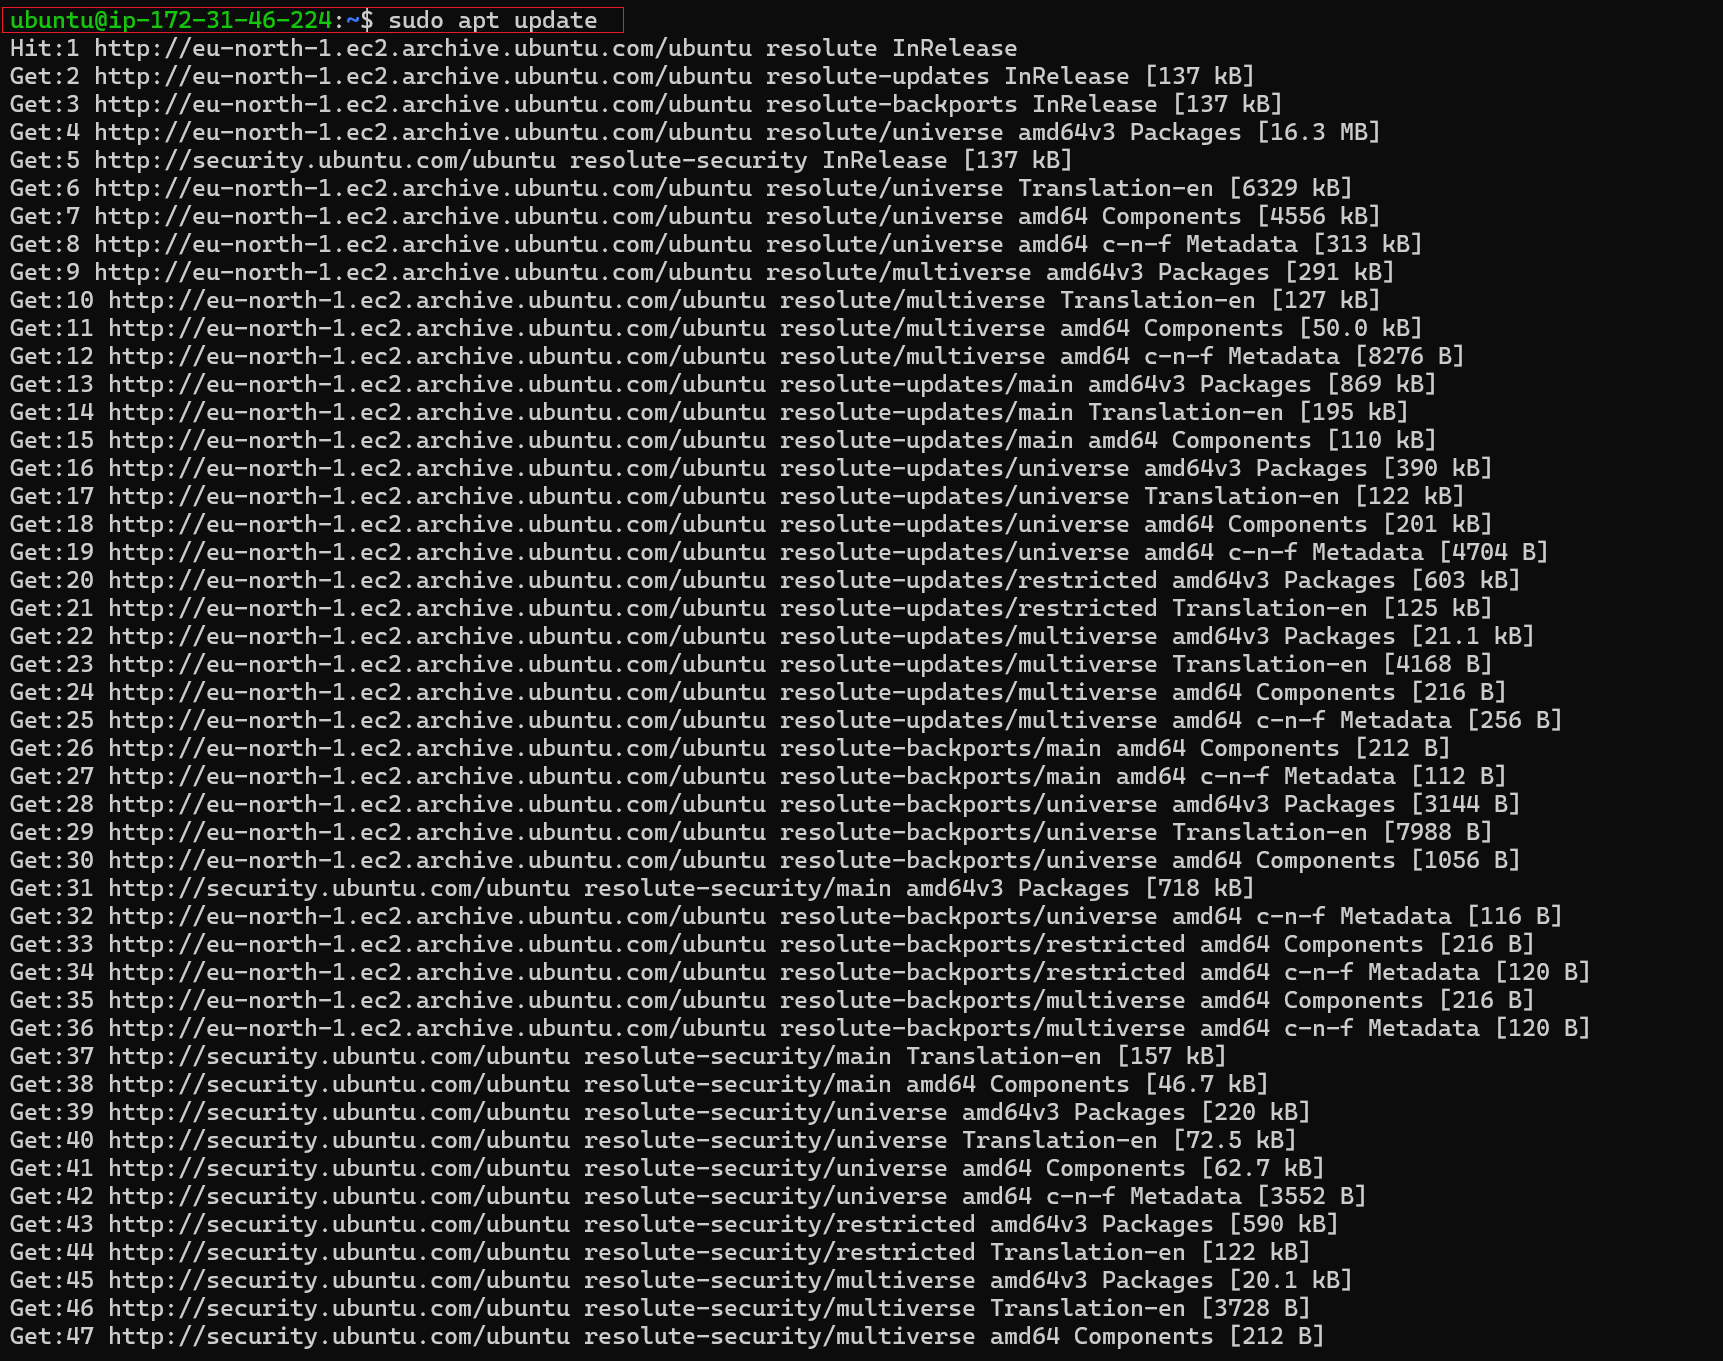 ubuntu@ip-172-31-46-224:~$ sudo apt update
Hit:1 http://eu-north-1.ec2.archive.ubuntu.com/ubuntu resolute InRelease
Get:2 http://eu-north-1.ec2.archive.ubuntu.com/ubuntu resolute-updates InRelease [137 kB]
Get:3 http://eu-north-1.ec2.archive.ubuntu.com/ubuntu resolute-backports InRelease [137 kB]
Get:4 http://eu-north-1.ec2.archive.ubuntu.com/ubuntu resolute/universe amd64v3 Packages [16.3 MB]
Get:5 http://security.ubuntu.com/ubuntu resolute-security InRelease [137 kB]
Get:6 http://eu-north-1.ec2.archive.ubuntu.com/ubuntu resolute/universe Translation-en [6329 kB]
Get:7 http://eu-north-1.ec2.archive.ubuntu.com/ubuntu resolute/universe amd64 Components [4556 kB]
Get:8 http://eu-north-1.ec2.archive.ubuntu.com/ubuntu resolute/universe amd64 c-n-f Metadata [313 kB]
Get:9 http://eu-north-1.ec2.archive.ubuntu.com/ubuntu resolute/multiverse amd64v3 Packages [291 kB]
Get:10 http://eu-north-1.ec2.archive.ubuntu.com/ubuntu resolute/multiverse Translation-en [127 kB]
Get:11 http://eu-north-1.ec2.archive.ubuntu.com/ubuntu resolute/multiverse amd64 Components [50.0 kB]
Get:12 http://eu-north-1.ec2.archive.ubuntu.com/ubuntu resolute/multiverse amd64 c-n-f Metadata [8276 B]
Get:13 http://eu-north-1.ec2.archive.ubuntu.com/ubuntu resolute-updates/main amd64v3 Packages [869 kB]
Get:14 http://eu-north-1.ec2.archive.ubuntu.com/ubuntu resolute-updates/main Translation-en [195 kB]
Get:15 http://eu-north-1.ec2.archive.ubuntu.com/ubuntu resolute-updates/main amd64 Components [110 kB]
Get:16 http://eu-north-1.ec2.archive.ubuntu.com/ubuntu resolute-updates/universe amd64v3 Packages [390 kB]
Get:17 http://eu-north-1.ec2.archive.ubuntu.com/ubuntu resolute-updates/universe Translation-en [122 kB]
Get:18 http://eu-north-1.ec2.archive.ubuntu.com/ubuntu resolute-updates/universe amd64 Components [201 kB]
Get:19 http://eu-north-1.ec2.archive.ubuntu.com/ubuntu resolute-updates/universe amd64 c-n-f Metadata [4704 B]
Get:20 http://eu-north-1.ec2.archive.ubuntu.com/ubuntu resolute-updates/restricted amd64v3 Packages [603 kB]
Get:21 http://eu-north-1.ec2.archive.ubuntu.com/ubuntu resolute-updates/restricted Translation-en [125 kB]
Get:22 http://eu-north-1.ec2.archive.ubuntu.com/ubuntu resolute-updates/multiverse amd64v3 Packages [21.1 kB]
Get:23 http://eu-north-1.ec2.archive.ubuntu.com/ubuntu resolute-updates/multiverse Translation-en [4168 B]
Get:24 http://eu-north-1.ec2.archive.ubuntu.com/ubuntu resolute-updates/multiverse amd64 Components [216 B]
Get:25 http://eu-north-1.ec2.archive.ubuntu.com/ubuntu resolute-updates/multiverse amd64 c-n-f Metadata [256 B]
Get:26 http://eu-north-1.ec2.archive.ubuntu.com/ubuntu resolute-backports/main amd64 Components [212 B]
Get:27 http://eu-north-1.ec2.archive.ubuntu.com/ubuntu resolute-backports/main amd64 c-n-f Metadata [112 B]
Get:28 http://eu-north-1.ec2.archive.ubuntu.com/ubuntu resolute-backports/universe amd64v3 Packages [3144 B]
Get:29 http://eu-north-1.ec2.archive.ubuntu.com/ubuntu resolute-backports/universe Translation-en [7988 B]
Get:30 http://eu-north-1.ec2.archive.ubuntu.com/ubuntu resolute-backports/universe amd64 Components [1056 B]
Get:31 http://security.ubuntu.com/ubuntu resolute-security/main amd64v3 Packages [718 kB]
Get:32 http://eu-north-1.ec2.archive.ubuntu.com/ubuntu resolute-backports/universe amd64 c-n-f Metadata [116 B]
Get:33 http://eu-north-1.ec2.archive.ubuntu.com/ubuntu resolute-backports/restricted amd64 Components [216 B]
Get:34 http://eu-north-1.ec2.archive.ubuntu.com/ubuntu resolute-backports/restricted amd64 c-n-f Metadata [120 B]
Get:35 http://eu-north-1.ec2.archive.ubuntu.com/ubuntu resolute-backports/multiverse amd64 Components [216 B]
Get:36 http://eu-north-1.ec2.archive.ubuntu.com/ubuntu resolute-backports/multiverse amd64 c-n-f Metadata [120 B]
Get:37 http://security.ubuntu.com/ubuntu resolute-security/main Translation-en [157 kB]
Get:38 http://security.ubuntu.com/ubuntu resolute-security/main amd64 Components [46.7 kB]
Get:39 http://security.ubuntu.com/ubuntu resolute-security/universe amd64v3 Packages [220 kB]
Get:40 http://security.ubuntu.com/ubuntu resolute-security/universe Translation-en [72.5 kB]
Get:41 http://security.ubuntu.com/ubuntu resolute-security/universe amd64 Components [62.7 kB]
Get:42 http://security.ubuntu.com/ubuntu resolute-security/universe amd64 c-n-f Metadata [3552 B]
Get:43 http://security.ubuntu.com/ubuntu resolute-security/restricted amd64v3 Packages [590 kB]
Get:44 http://security.ubuntu.com/ubuntu resolute-security/restricted Translation-en [122 kB]
Get:45 http://security.ubuntu.com/ubuntu resolute-security/multiverse amd64v3 Packages [20.1 kB]
Get:46 http://security.ubuntu.com/ubuntu resolute-security/multiverse Translation-en [3728 B]
Get:47 http://security.ubuntu.com/ubuntu resolute-security/multiverse amd64 Components [212 B]